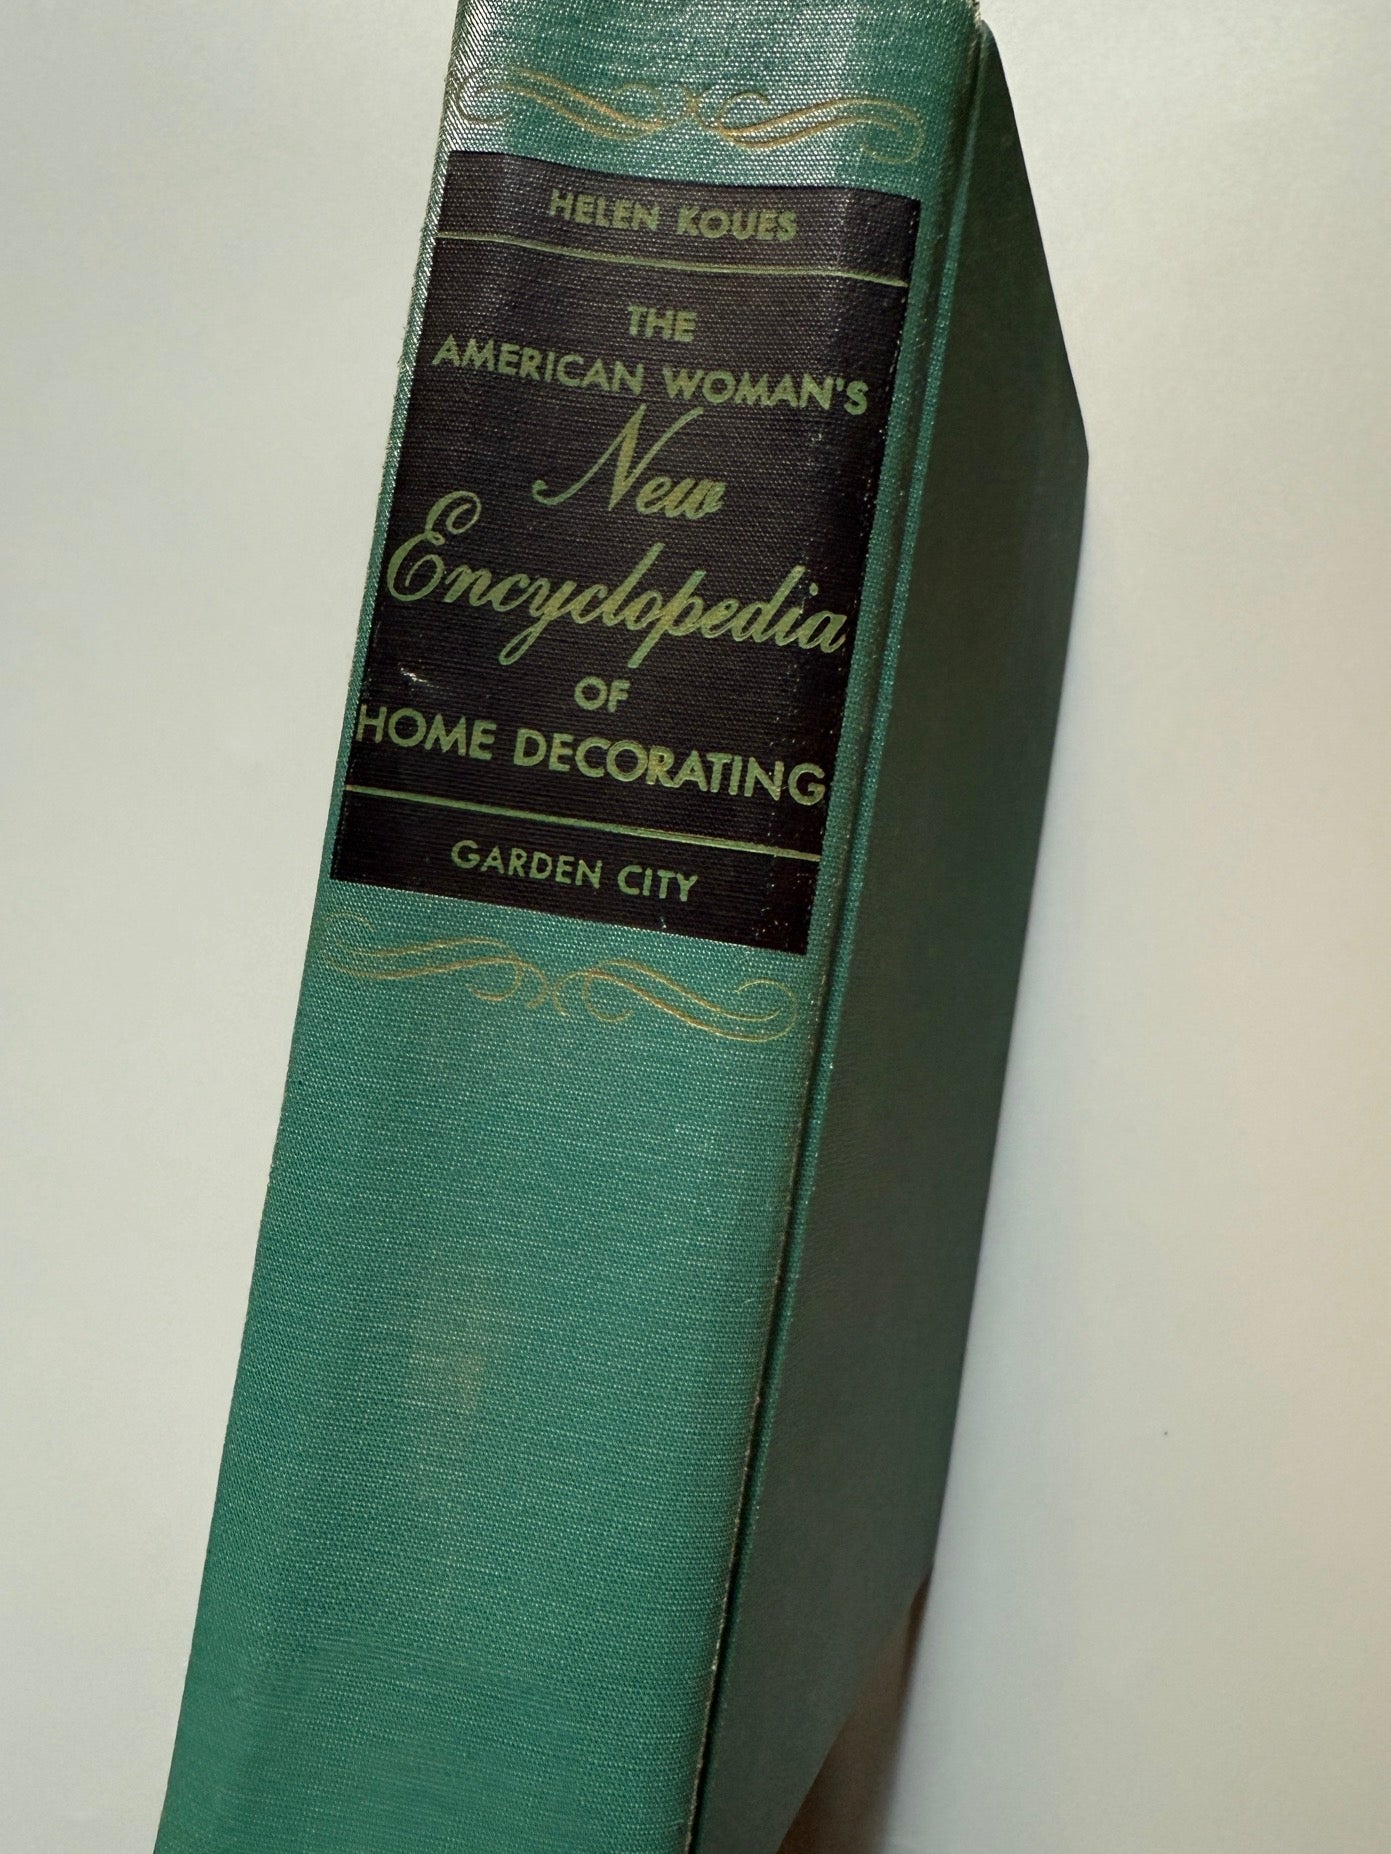 HELEN KOUES
THE
AMERICAN WOMAN'S
New
Encyclopedia
OF
HOME DECORATING
GARDEN CITY